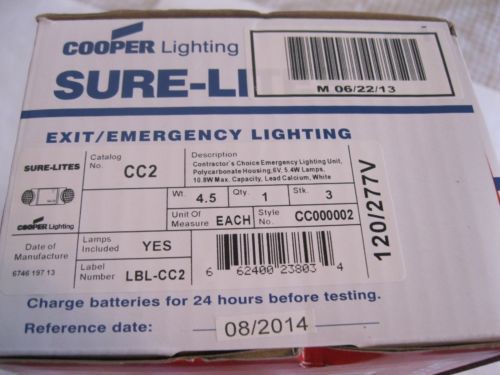 COOPER Lighting
SURE-LITE
M 06/22/13
EXIT/EMERGENCY LIGHTING
SURE-LITES
Catalog No. CC2
Description
Contractor's Choice Emergency Lighting Unit,
Polycarbonate Housing,6V, 5.4W Lamps,
10.8W Max. Capacity, Lead Calcium, White
Wt. 4.5 Qty. 1 Stk. 3
Unit Of Measure EACH Style No. CC000002
120/277V
COOPER Lighting
Date of Manufacture
6746 197 13
Lamps Included YES
Label Number LBL-CC2
6 62400 23803 4
Charge batteries for 24 hours before testing.
Reference date: 08/2014